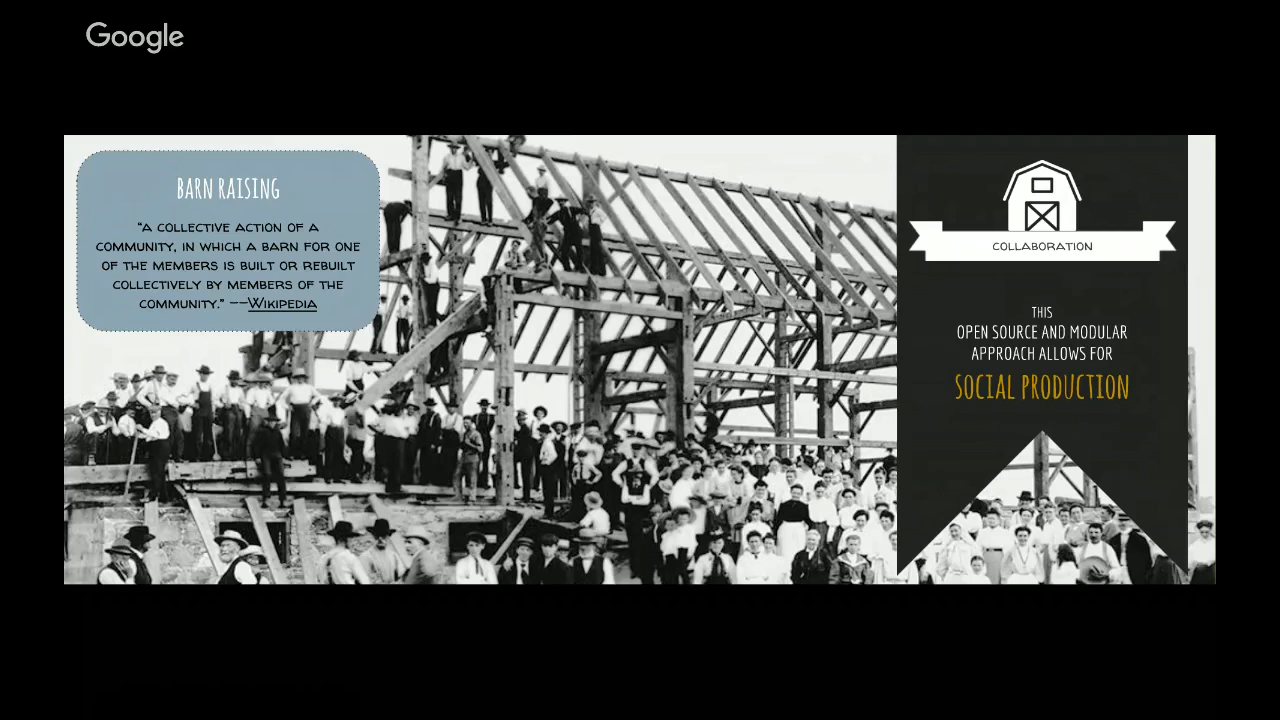 Google
BARN RAISING
"A COLLECTIVE ACTION OF A
COMMUNITY, IN WHICH A BARN FOR ONE
OF THE MEMBERS IS BUILT OR REBUILT
COLLECTIVELY BY MEMBERS OF THE
COMMUNITY." --WIKIPEDIA
COLLABORATION
THIS
OPEN SOURCE AND MODULAR
APPROACH ALLOWS FOR
SOCIAL PRODUCTION